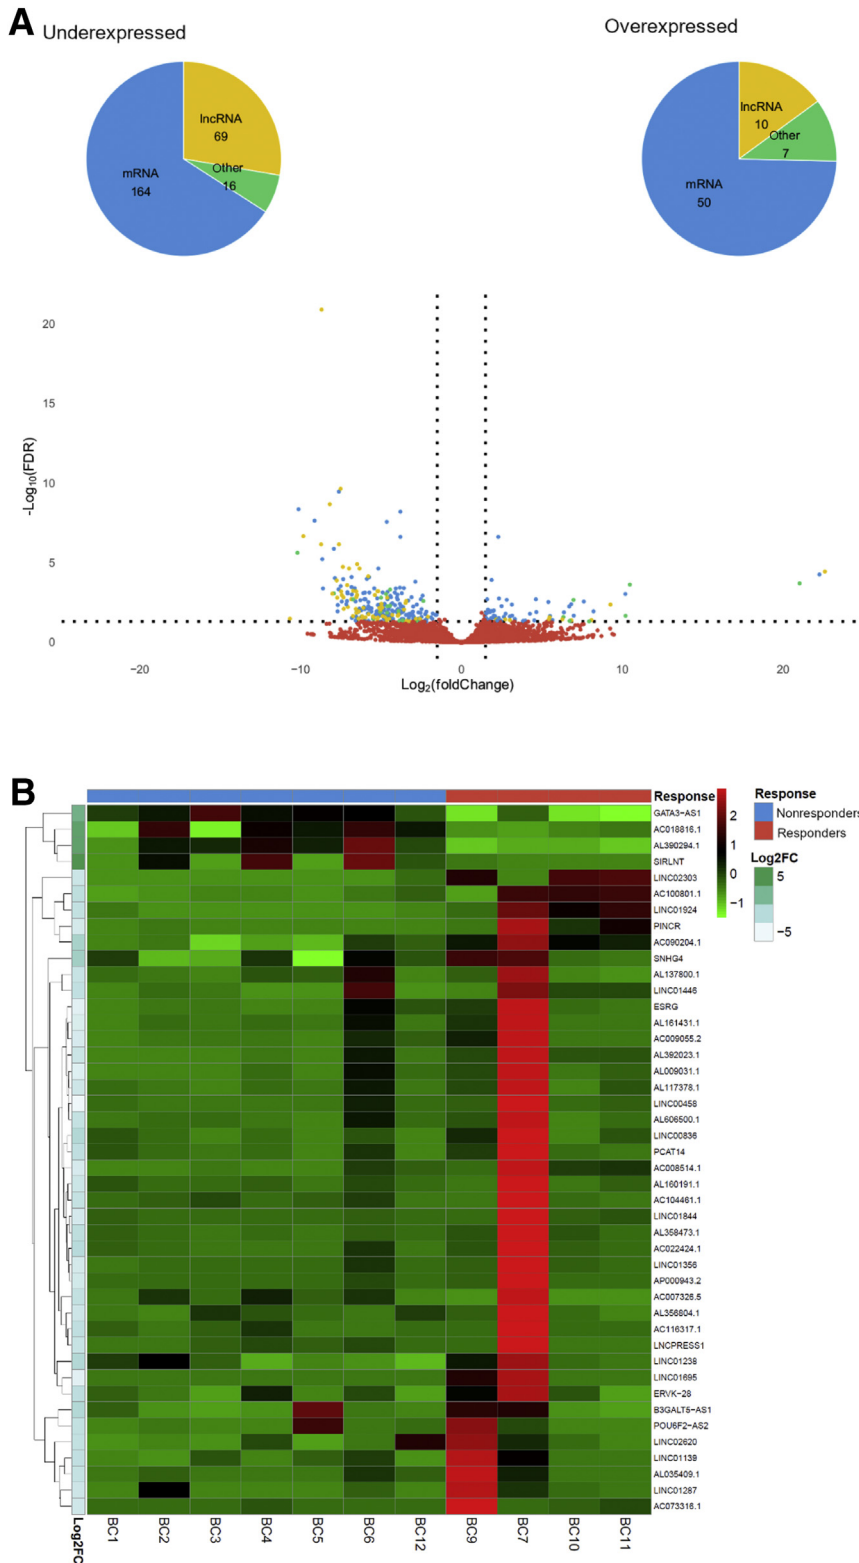 A
Underexpressed
Overexpressed
lncRNA
69
Other
16
mRNA
164
lncRNA
10
Other
7
mRNA
50
20
15
10
5
0
-Log10(FDR)
−20
−10
0
10
20
Log2(foldChange)
B
Response
GATA3−AS1
AC018816.1
AL390294.1
SIRLNT
LINC02303
AC100801.1
LINC01924
PINCR
AC090204.1
SNHG4
AL137800.1
LINC01446
ESRG
AL161431.1
AC009055.2
AL392023.1
AL009031.1
AL117378.1
LINC00458
AL606500.1
LINC00836
PCAT14
AC008514.1
AL160191.1
AC104461.1
LINC01844
AL358473.1
AC022424.1
LINC01356
AP000943.2
AC007326.5
AL356804.1
AC116317.1
LNCPRESS1
LINC01238
LINC01695
ERVK−28
B3GALT5−AS1
POU6F2−AS2
LINC02620
LINC01139
AL035409.1
LINC01287
AC073316.1
2
1
0
−1
Response
Nonresponders
Responders
Log2FC
5
−5
Log2FC
BC1
BC2
BC3
BC4
BC5
BC6
BC12
BC9
BC7
BC10
BC11